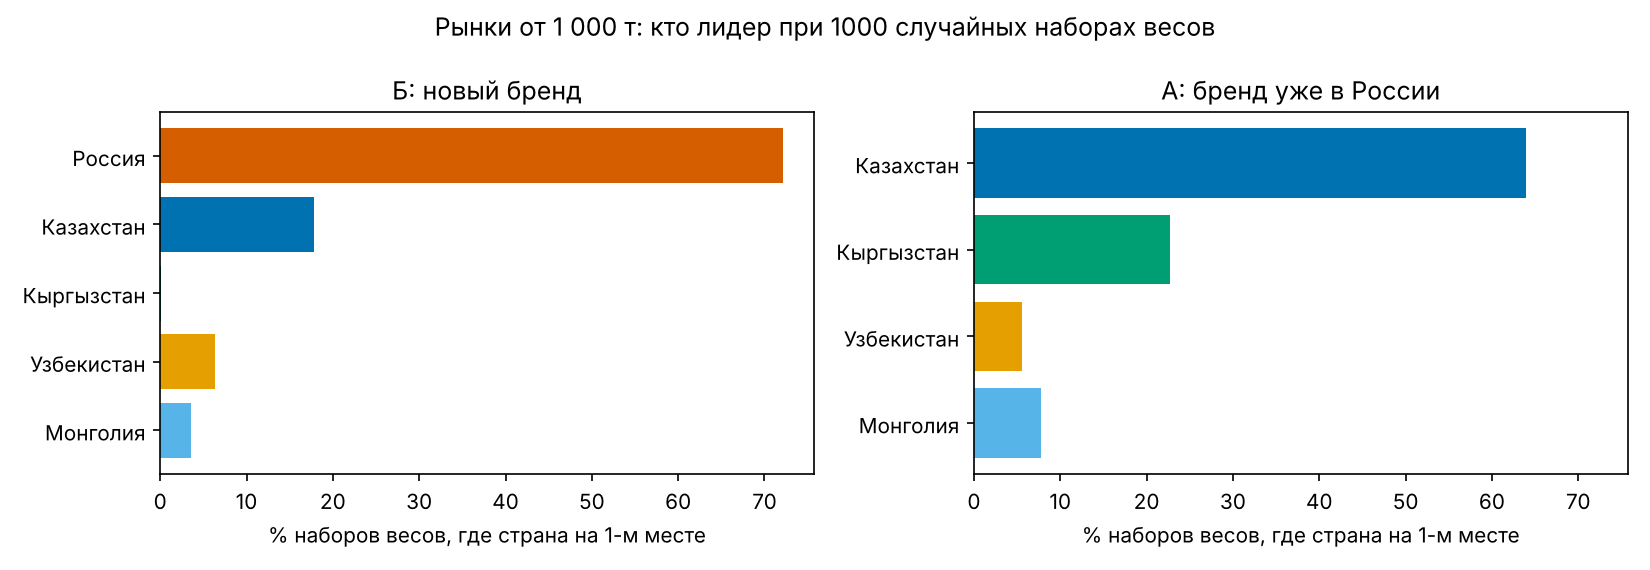 Рынки от 1 000 т: кто лидер при 1000 случайных наборах весов
Б: новый бренд
Россия
Казахстан
Кыргызстан
Узбекистан
Монголия
0 10 20 30 40 50 60 70
% наборов весов, где страна на 1-м месте
А: бренд уже в России
Казахстан
Кыргызстан
Узбекистан
Монголия
0 10 20 30 40 50 60 70
% наборов весов, где страна на 1-м месте